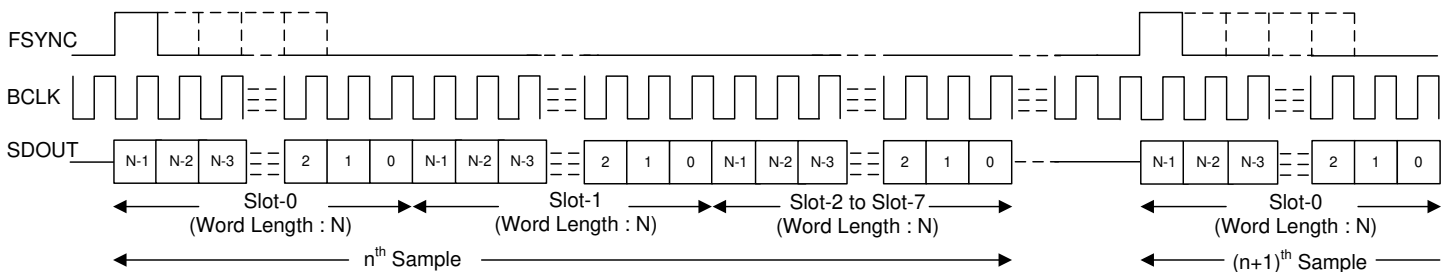 FSYNC
BCLK
SDOUT N-1 N-2 N-3 2 1 0 N-1 N-2 N-3 2 1 0 N-1 N-2 N-3 2 1 0 N-1 N-2 N-3 2 1 0
Slot-0 Slot-1 Slot-2 to Slot-7 Slot-0
(Word Length : N) (Word Length : N) (Word Length : N) (Word Length : N)
nth Sample (n+1)th Sample